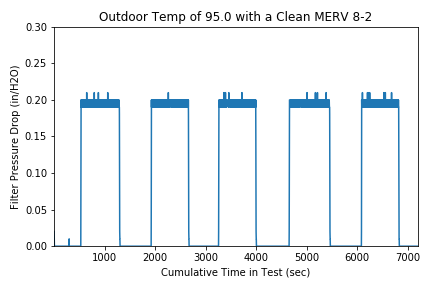 Outdoor Temp of 95.0 with a Clean MERV 8-2
Filter Pressure Drop (in/H2O)
0.30
0.25
0.20
0.15
0.10
0.05
0.00
1000 2000 3000 4000 5000 6000 7000
Cumulative Time in Test (sec)